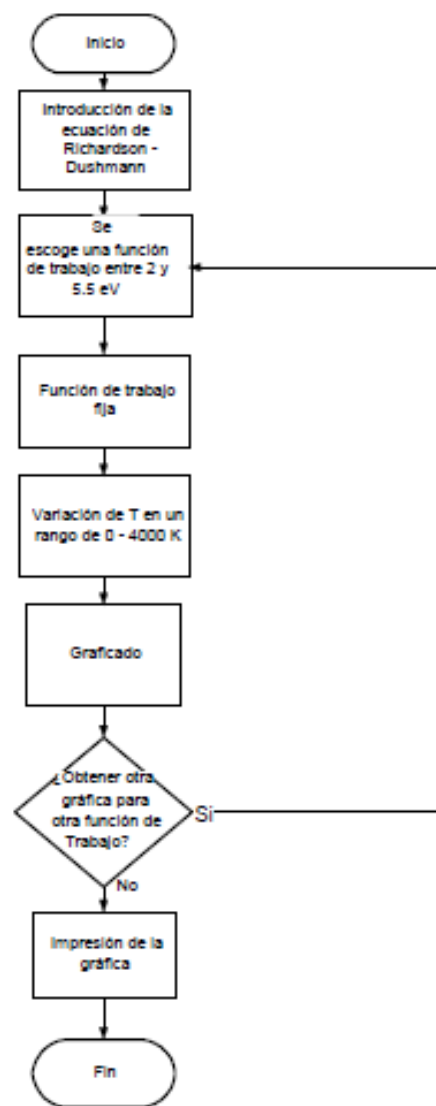 Inicio
Introducción de la
ecuación de
Richardson -
Dushmann
Se
escoge una función
de trabajo entre 2 y
5.5 eV
Función de trabajo
fija
Variación de T en un
rango de 0 - 4000 K
Graficado
¿Obtener otra
gráfica para
otra función de
Trabajo?
Si
No
Impresión de la
gráfica
Fin